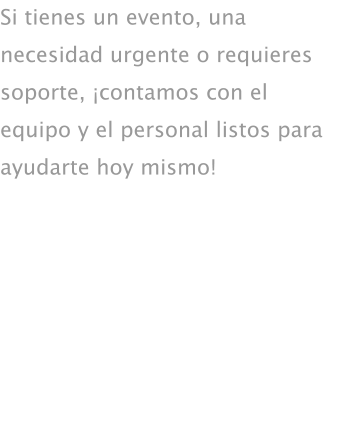 Si tienes un evento, una
necesidad urgente o requieres
soporte, ¡contamos con el
equipo y el personal listos para
ayudarte hoy mismo!